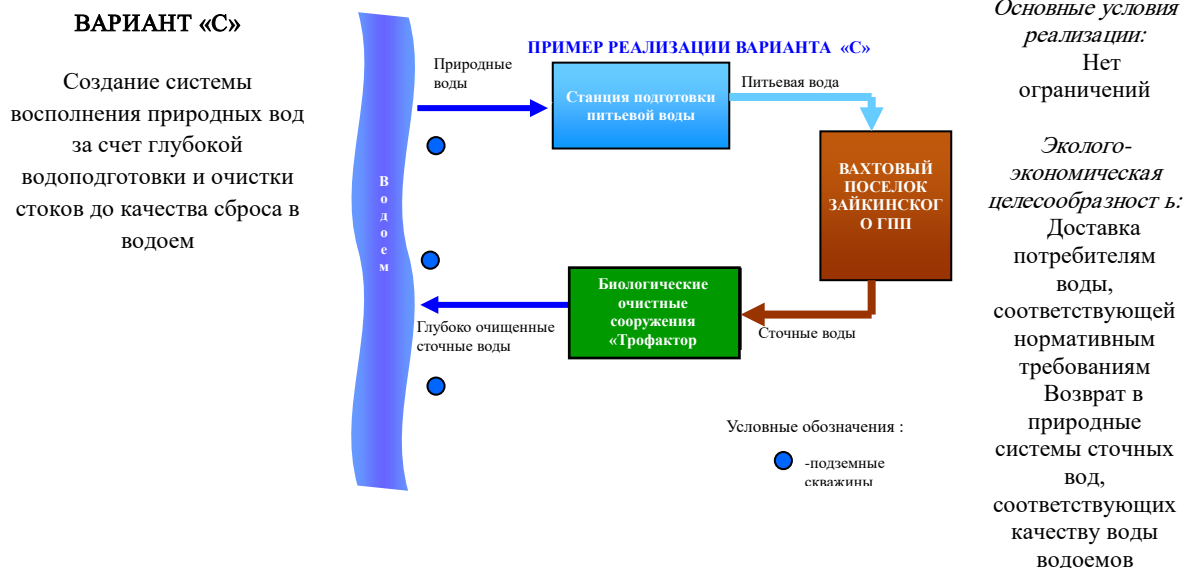 ВАРИАНТ «С»
Создание системы
восполнения природных вод
за счет глубокой
водоподготовки и очистки
стоков до качества сброса в
водоем
ПРИМЕР РЕАЛИЗАЦИИ ВАРИАНТА «С»
Природные
воды
Станция подготовки
питьевой воды
Питьевая вода
ВАХТОВЫЙ
ПОСЕЛОК
ЗАЙКИНСКОГ
О ГПП
Водоем
Биологические
очистные
сооружения
«Трофактор
Глубоко очищенные
сточные воды
Сточные воды
Условные обозначения :
-подземные
скважины
Основные условия
реализации:
Нет
ограничений
Эколого-
экономическая
целесообразност ь:
Доставка
потребителям
воды,
соответствующей
нормативным
требованиям
Возврат в
природные
системы сточных
вод,
соответствующих
качеству воды
водоемов